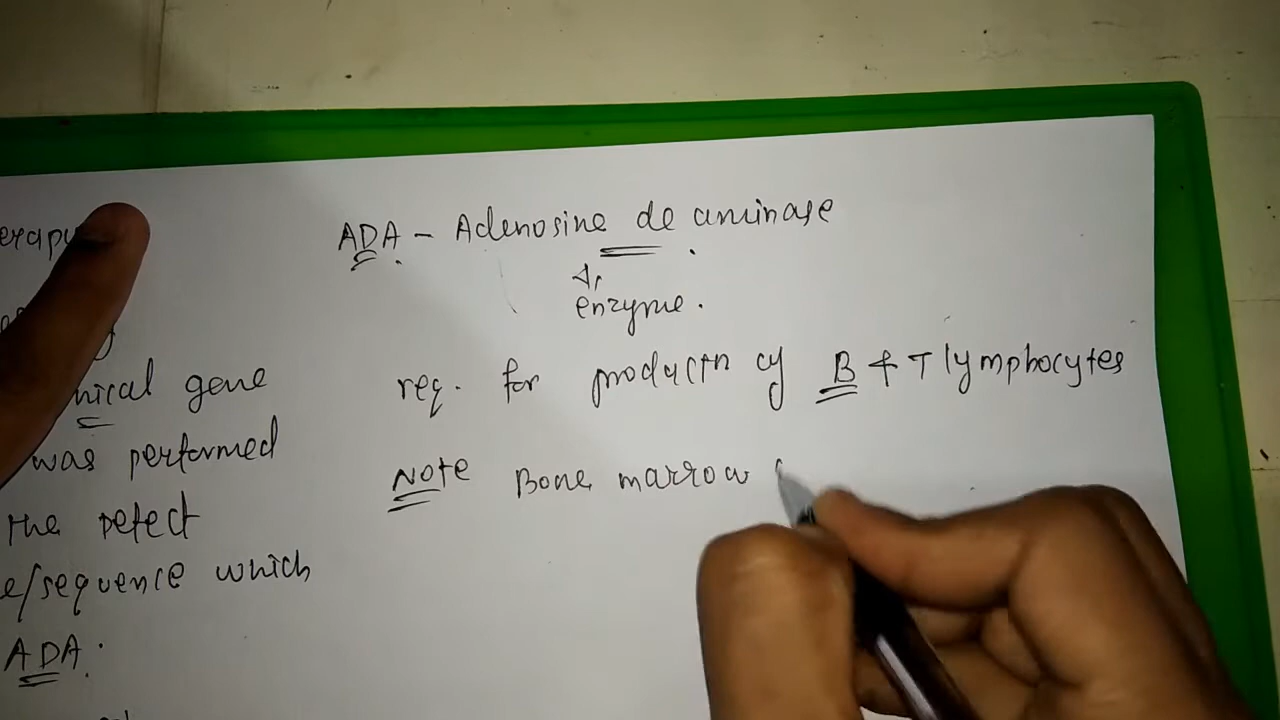 ADA - Adenosine de aminase
enzyme.
req. for productn of B & T lymphocytes
Note Bone marrow
erapy
nical gene
was performed
the defect
e/sequence which
ADA.